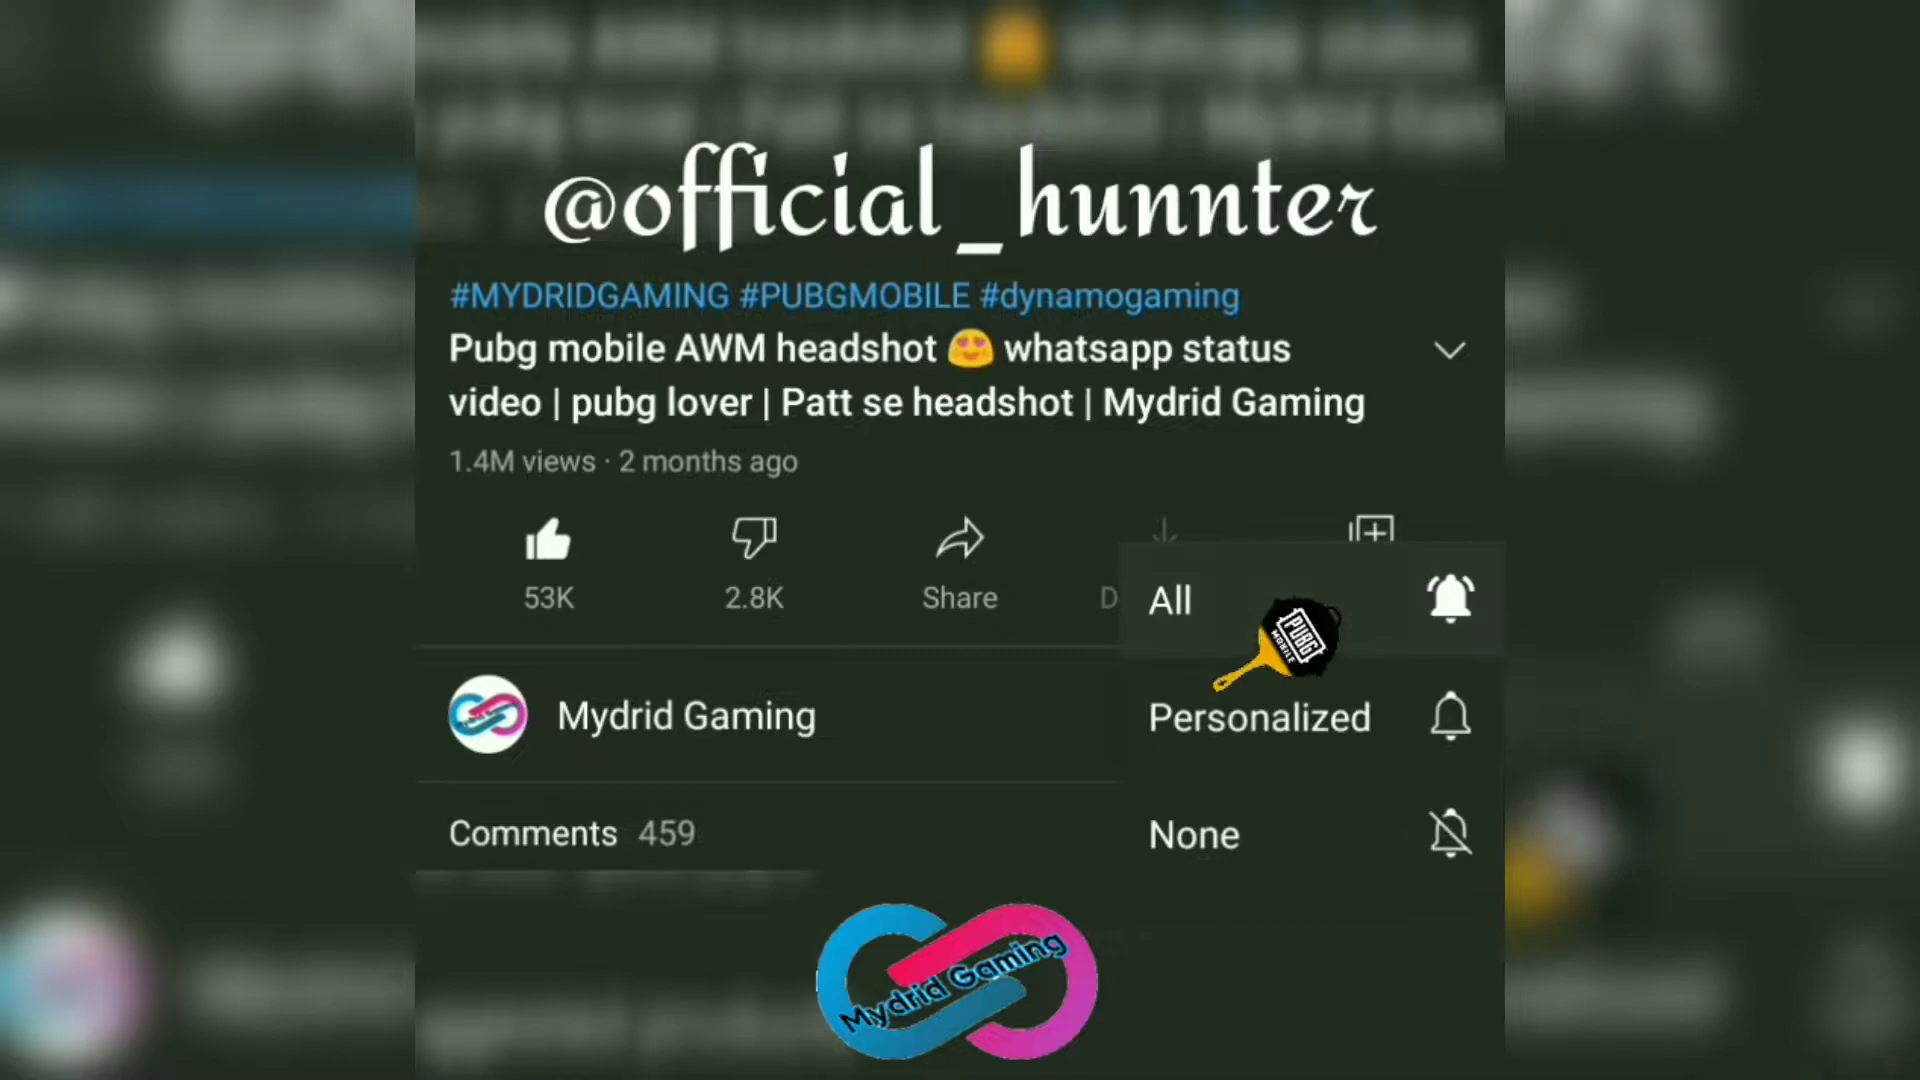 @official_hunnter
#MYDRIDGAMING #PUBGMOBILE #dynamogaming
Pubg mobile AWM headshot 😍 whatsapp status
video | pubg lover | Patt se headshot | Mydrid Gaming
1.4M views · 2 months ago
53K
2.8K
Share
D
All
PUBG
MOBILE
Mydrid Gaming
Personalized
Comments 459
None
Mydrid Gaming